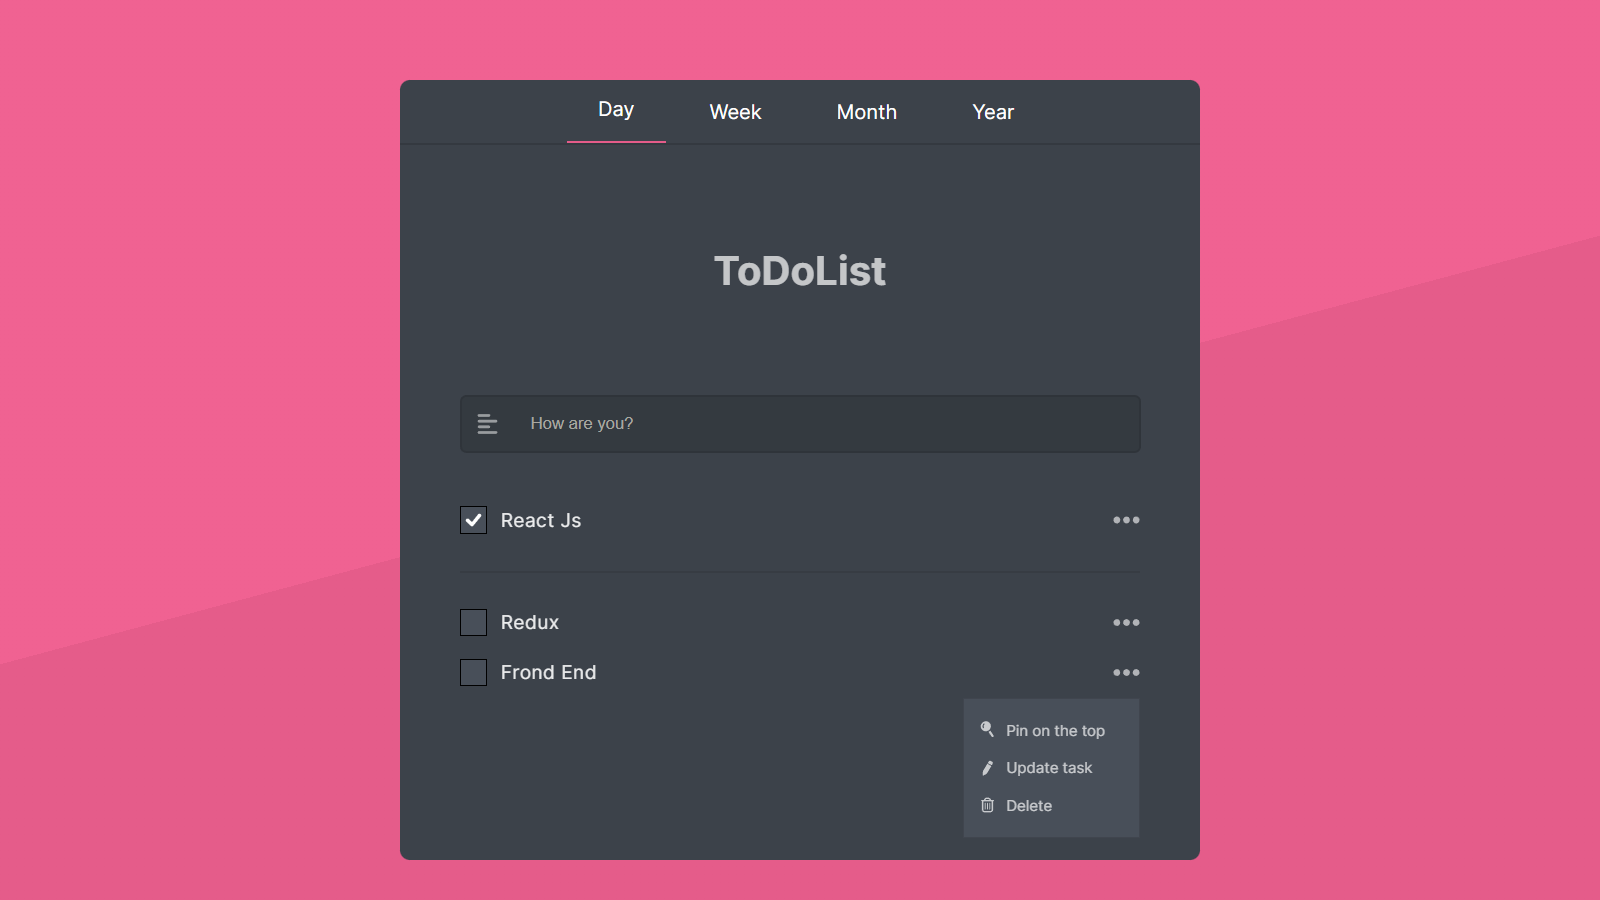 Day Week Month Year
ToDoList
How are you?
React Js
Redux
Frond End
Pin on the top
Update task
Delete